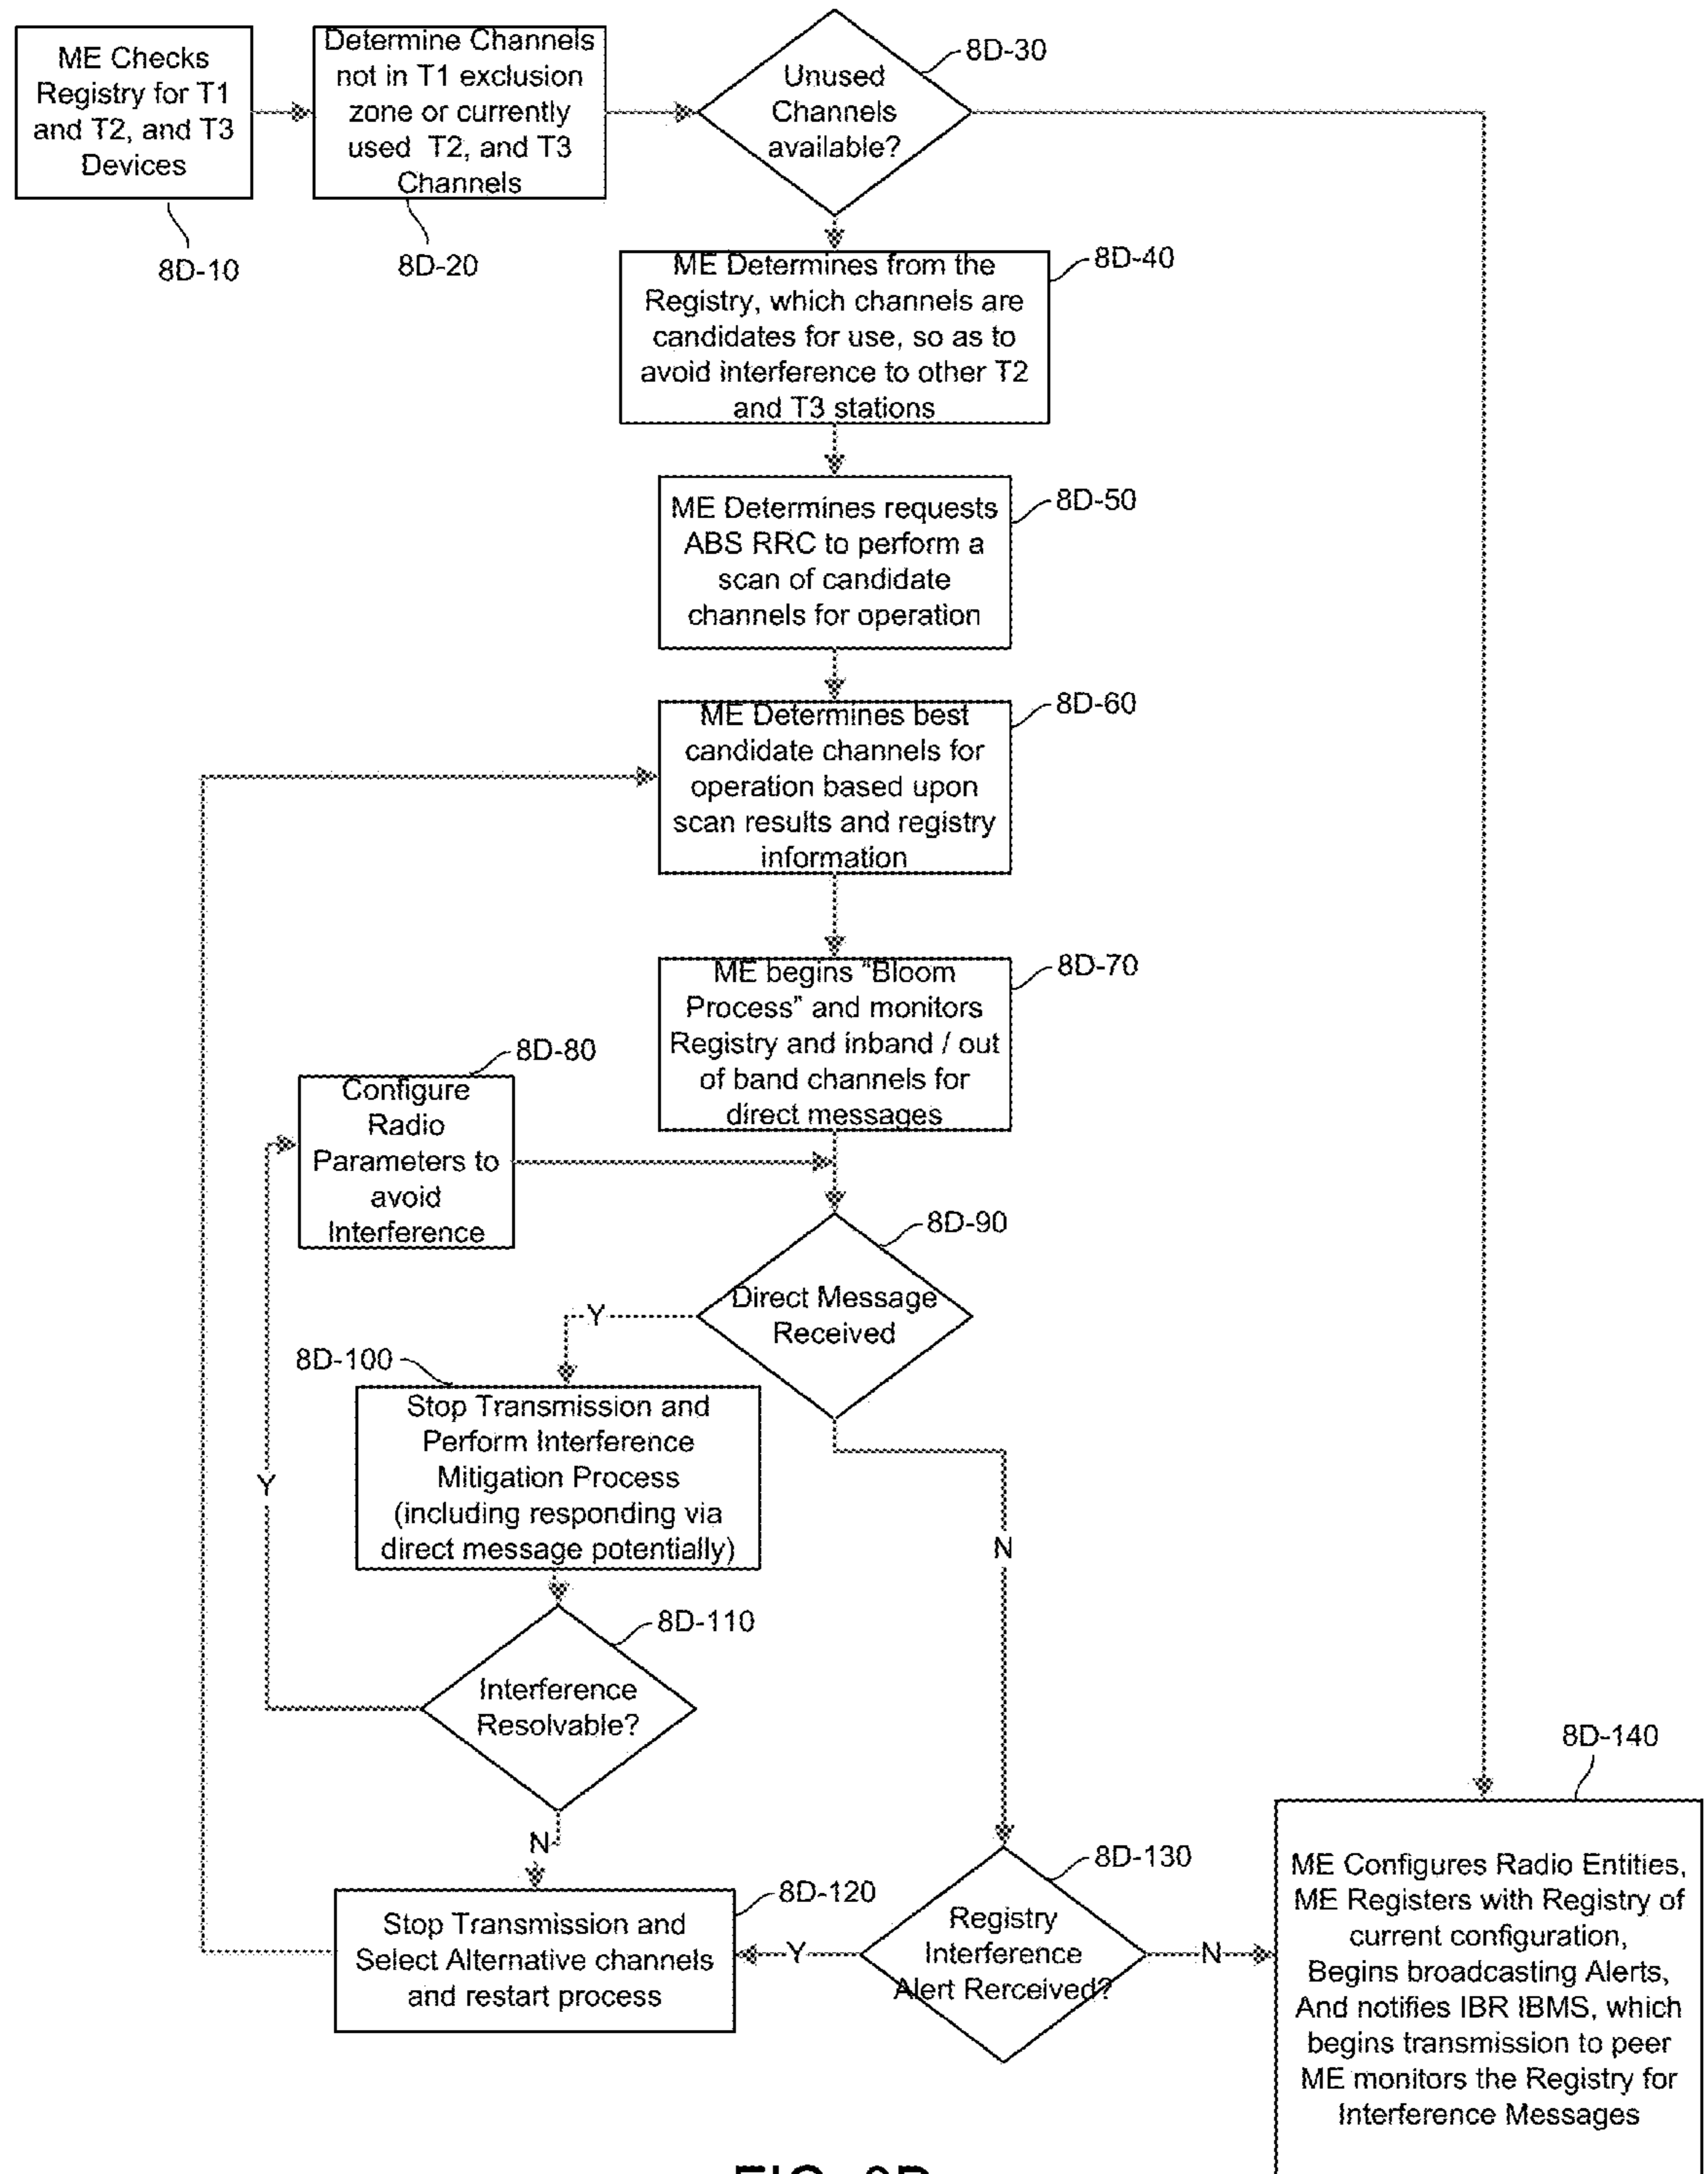 ME Checks
Registry for T1
and T2, and T3
Devices
8D-10
Determine Channels
not in T1 exclusion
zone or currently
used T2, and T3
Channels
8D-20
Unused
Channels
available?
8D-30
ME Determines from the
Registry, which channels are
candidates for use, so as to
avoid interference to other T2
and T3 stations
8D-40
ME Determines requests
ABS RRC to perform a
scan of candidate
channels for operation
8D-50
ME Determines best
candidate channels for
operation based upon
scan results and registry
information
8D-60
ME begins “Bloom
Process” and monitors
Registry and inband / out
of band channels for
direct messages
8D-70
8D-80
Configure
Radio
Parameters to
avoid
Interference
8D-90
Direct Message
Received
Y
N
8D-100
Stop Transmission and
Perform Interference
Mitigation Process
(including responding via
direct message potentially)
8D-110
Interference
Resolvable?
Y
N
8D-120
Stop Transmission and
Select Alternative channels
and restart process
8D-130
Registry
Interference
Alert Rerceived?
Y
N
8D-140
ME Configures Radio Entities,
ME Registers with Registry of
current configuration,
Begins broadcasting Alerts,
And notifies IBR IBMS, which
begins transmission to peer
ME monitors the Registry for
Interference Messages